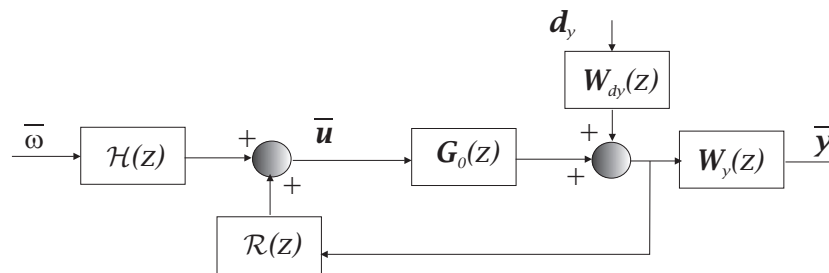 d_y
W_dy(z)
ω̅
H(z)
+
+
u̅
G_0(z)
+
+
W_y(z)
y̅
R(z)